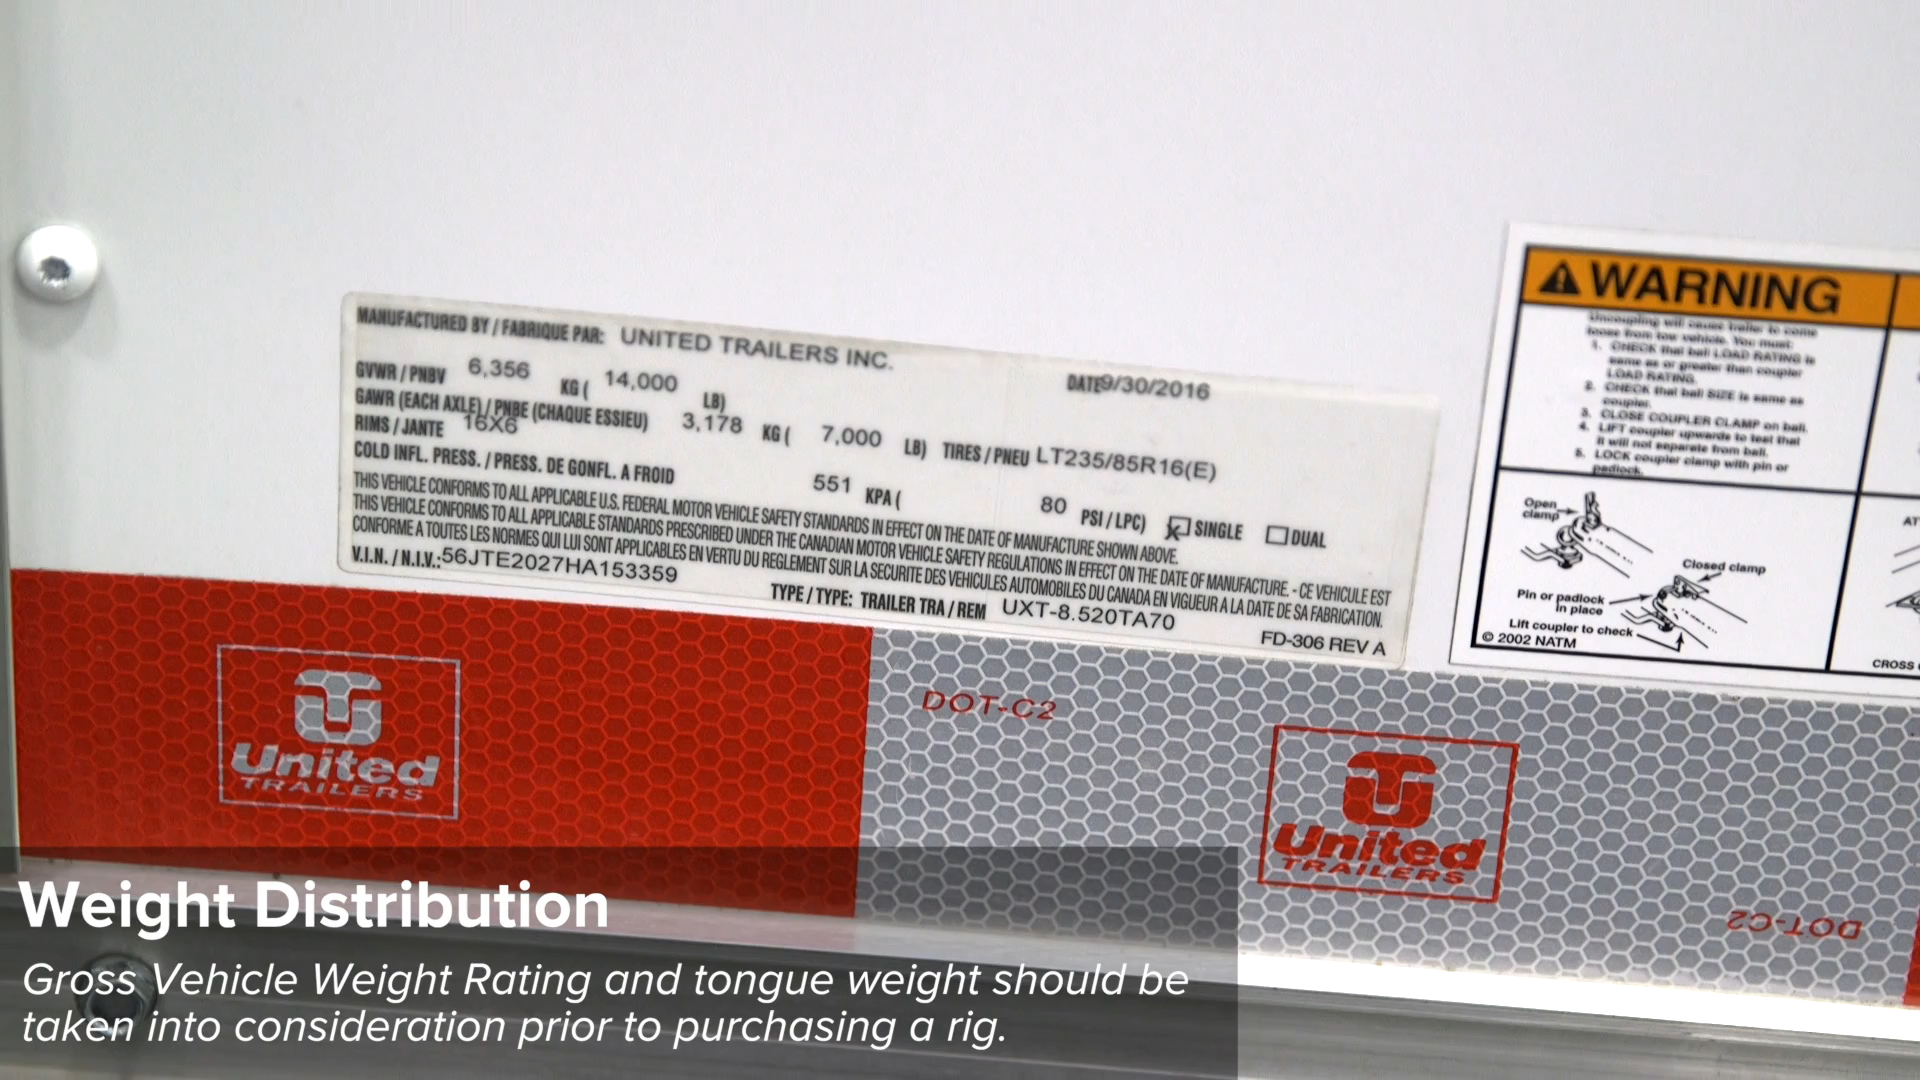 MANUFACTURED BY / FABRIQUE PAR: UNITED TRAILERS INC.
GVWR / PNBV 6,356 KG ( 14,000 LB) DATE 9/30/2016
GAWR (EACH AXLE) / PNBE (CHAQUE ESSIEU) 3,178 KG ( 7,000 LB) TIRES / PNEU LT235/85R16(E)
RIMS / JANTE 16X6
COLD INFL. PRESS. / PRESS. DE GONFL. A FROID 551 KPA ( 80 PSI / LPC) SINGLE DUAL
THIS VEHICLE CONFORMS TO ALL APPLICABLE U.S. FEDERAL MOTOR VEHICLE SAFETY STANDARDS IN EFFECT ON THE DATE OF MANUFACTURE SHOWN ABOVE.
THIS VEHICLE CONFORMS TO ALL APPLICABLE STANDARDS PRESCRIBED UNDER THE CANADIAN MOTOR VEHICLE SAFETY REGULATIONS IN EFFECT ON THE DATE OF MANUFACTURE. - CE VEHICULE EST
CONFORME A TOUTES LES NORMES QUI LUI SONT APPLICABLES EN VERTU DU REGLEMENT SUR LA SECURITE DES VEHICULES AUTOMOBILES DU CANADA EN VIGUEUR A LA DATE DE SA FABRICATION.
V.I.N. / N.I.V.: 56JTE2027HA153359 TYPE / TYPE: TRAILER TRA / REM UXT-8.520TA70
FD-306 REV A
WARNING
Uncoupling will cause trailer to come
loose from tow vehicle. You must:
1. CHECK that ball LOAD RATING is
same as or greater than coupler
LOAD RATING.
2. CHECK that ball SIZE is same as
coupler.
3. CLOSE COUPLER CLAMP on ball.
4. LIFT coupler upwards to test that
it will not separate from ball.
5. LOCK coupler clamp with pin or
padlock.
Open
clamp
Closed clamp
Pin or padlock
in place
Lift coupler to check
© 2002 NATM
AT
CROSS
United
TRAILERS
DOT-C2
United
TRAILERS
DOT-C2
Weight Distribution
Gross Vehicle Weight Rating and tongue weight should be
taken into consideration prior to purchasing a rig.